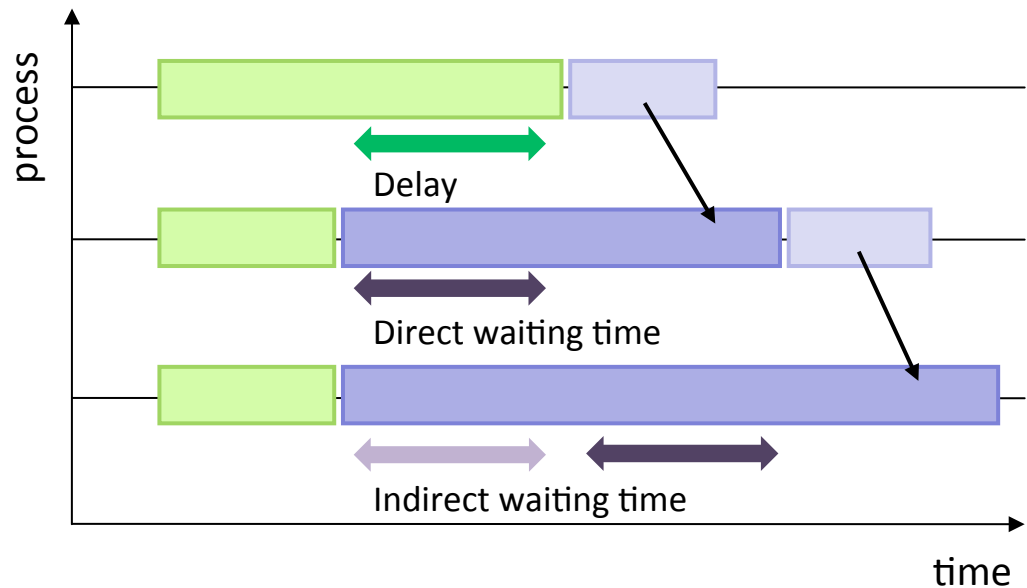 process
Delay
Direct waiting time
Indirect waiting time
time